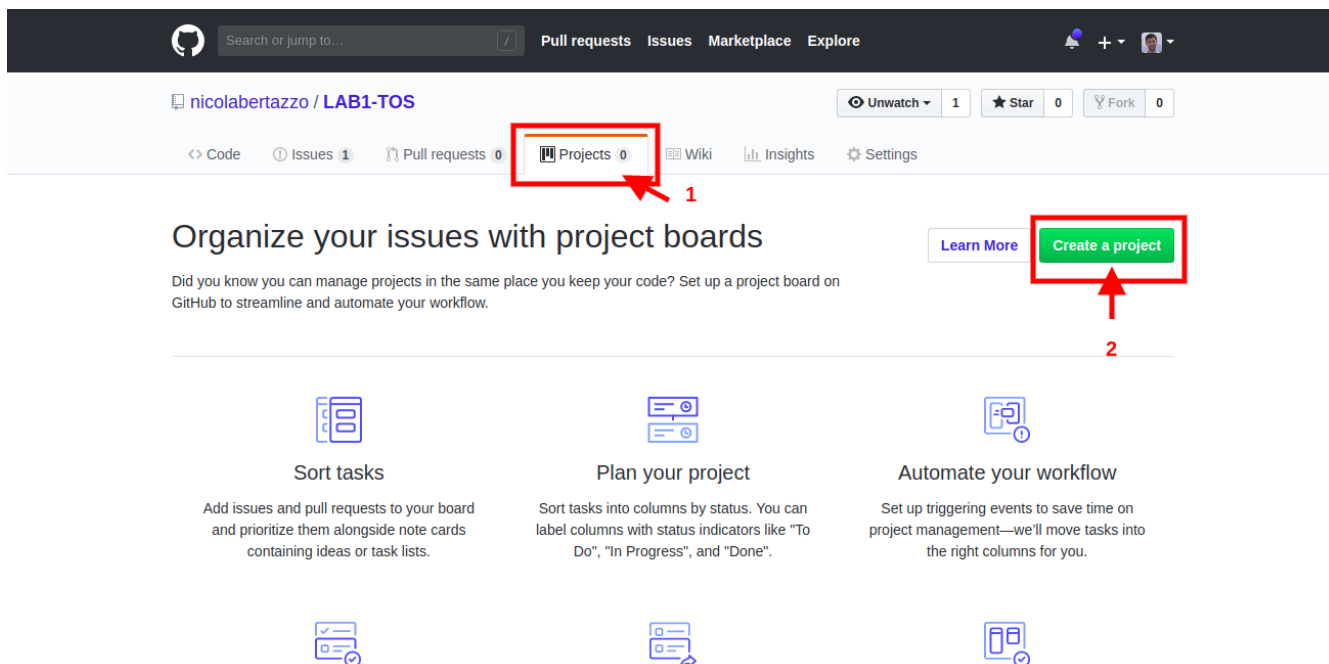 Search or jump to... / Pull requests Issues Marketplace Explore
nicolabertazzo / LAB1-TOS
Unwatch 1 Star 0 Fork 0
<> Code Issues 1 Pull requests 0 Projects 0 Wiki Insights Settings
1
Organize your issues with project boards
Learn More Create a project
Did you know you can manage projects in the same place you keep your code? Set up a project board on
GitHub to streamline and automate your workflow.
2
Sort tasks
Add issues and pull requests to your board
and prioritize them alongside note cards
containing ideas or task lists.
Plan your project
Sort tasks into columns by status. You can
label columns with status indicators like "To
Do", "In Progress", and "Done".
Automate your workflow
Set up triggering events to save time on
project management—we'll move tasks into
the right columns for you.